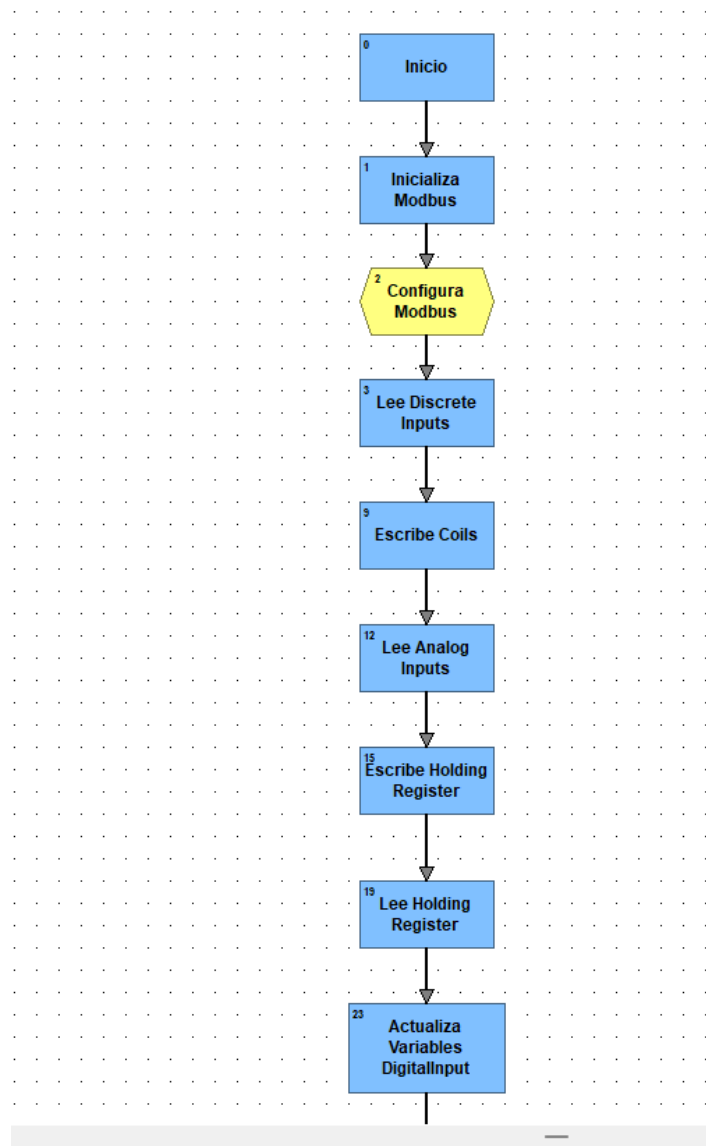 0
Inicio
1
Inicializa
Modbus
2
Configura
Modbus
3
Lee Discrete
Inputs
9
Escribe Coils
12
Lee Analog
Inputs
15
Escribe Holding
Register
19
Lee Holding
Register
23
Actualiza
Variables
DigitalInput